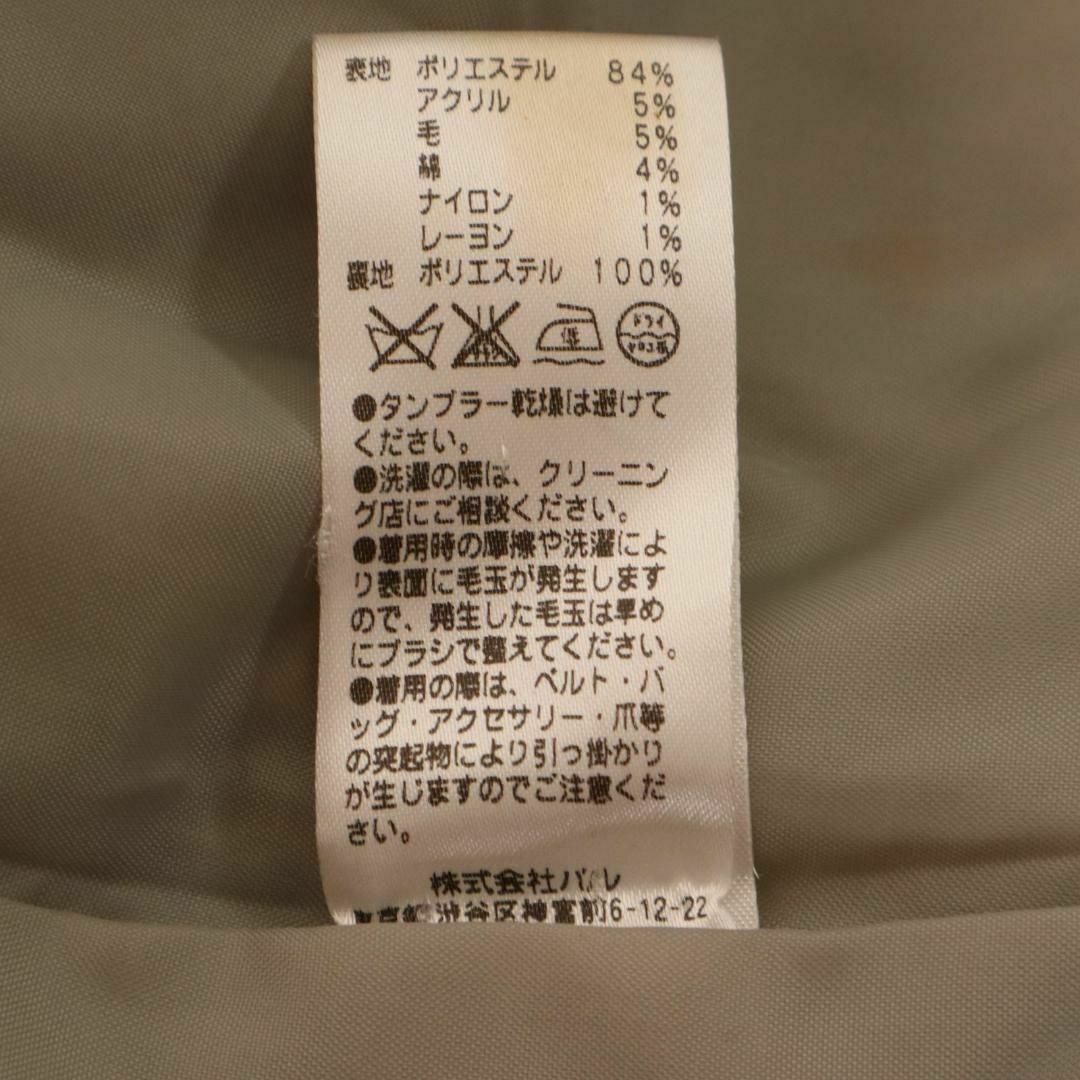 表地 ポリエステル 84%
アクリル 5%
毛 5%
綿 4%
ナイロン 1%
レーヨン 1%
裏地 ポリエステル 100%
低 ドライ
●タンブラー乾燥は避けて
ください。
●洗濯の際は、クリーニン
グ店にご相談ください。
●着用時の摩擦や洗濯によ
り表面に毛玉が発生します
ので、発生した毛玉は早め
にブラシで整えてください。
●着用の際は、ベルト・バ
ッグ・アクセサリー・爪等
の突起物により引っ掛かり
が生じますのでご注意くだ
さい。
株式会社パル
東京都渋谷区神宮前6-12-22